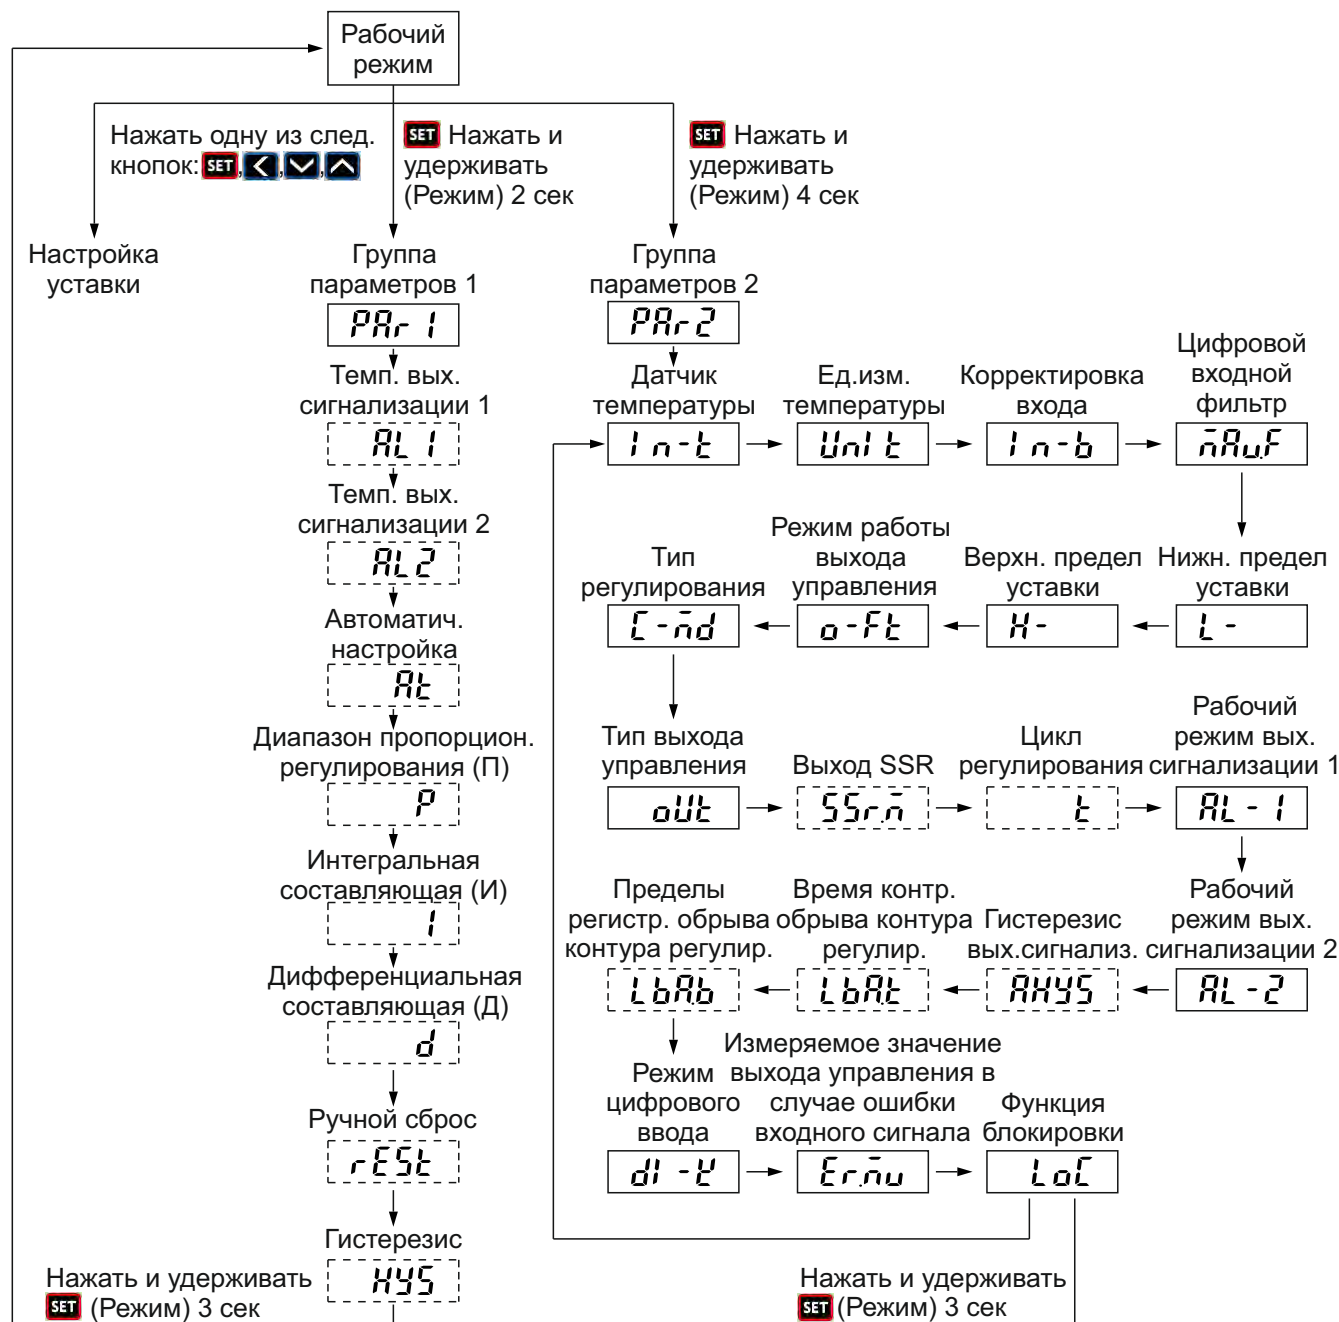 Рабочий
режим
Нажать одну из след.
кнопок: SET, <, ∨, ∧
SET Нажать и
удерживать
(Режим) 2 сек
SET Нажать и
удерживать
(Режим) 4 сек
Настройка
уставки
Группа
параметров 1
PAr 1
Темп. вых.
сигнализации 1
AL 1
Темп. вых.
сигнализации 2
AL2
Автоматич.
настройка
At
Диапазон пропорцион.
регулирования (П)
P
Интегральная
составляющая (И)
I
Дифференциальная
составляющая (Д)
d
Ручной сброс
rESt
Гистерезис
HYS
Нажать и удерживать
SET (Режим) 3 сек
Группа
параметров 2
PAr2
Датчик
температуры
In-t
Ед.изм.
температуры
UnIt
Корректировка
входа
In-b
Цифровой
входной
фильтр
mAu.F
Нижн. предел
уставки
L-
Верхн. предел
уставки
H-
Режим работы
выхода
управления
o-Ft
Тип
регулирования
C-md
Тип выхода
управления
oUt
Выход SSR
SSr.m
Цикл
регулирования
t
Рабочий
режим вых.
сигнализации 1
AL-1
Рабочий
режим вых.
сигнализации 2
AL-2
Гистерезис
вых.сигнализ.
AHYS
Время контр.
обрыва контура
регулир.
LbA.t
Пределы
регистр. обрыва
контура регулир.
LbA.b
Режим
цифрового
ввода
dI-K
Измеряемое значение
выхода управления в
случае ошибки
входного сигнала
Er.mu
Функция
блокировки
LoC
Нажать и удерживать
SET (Режим) 3 сек